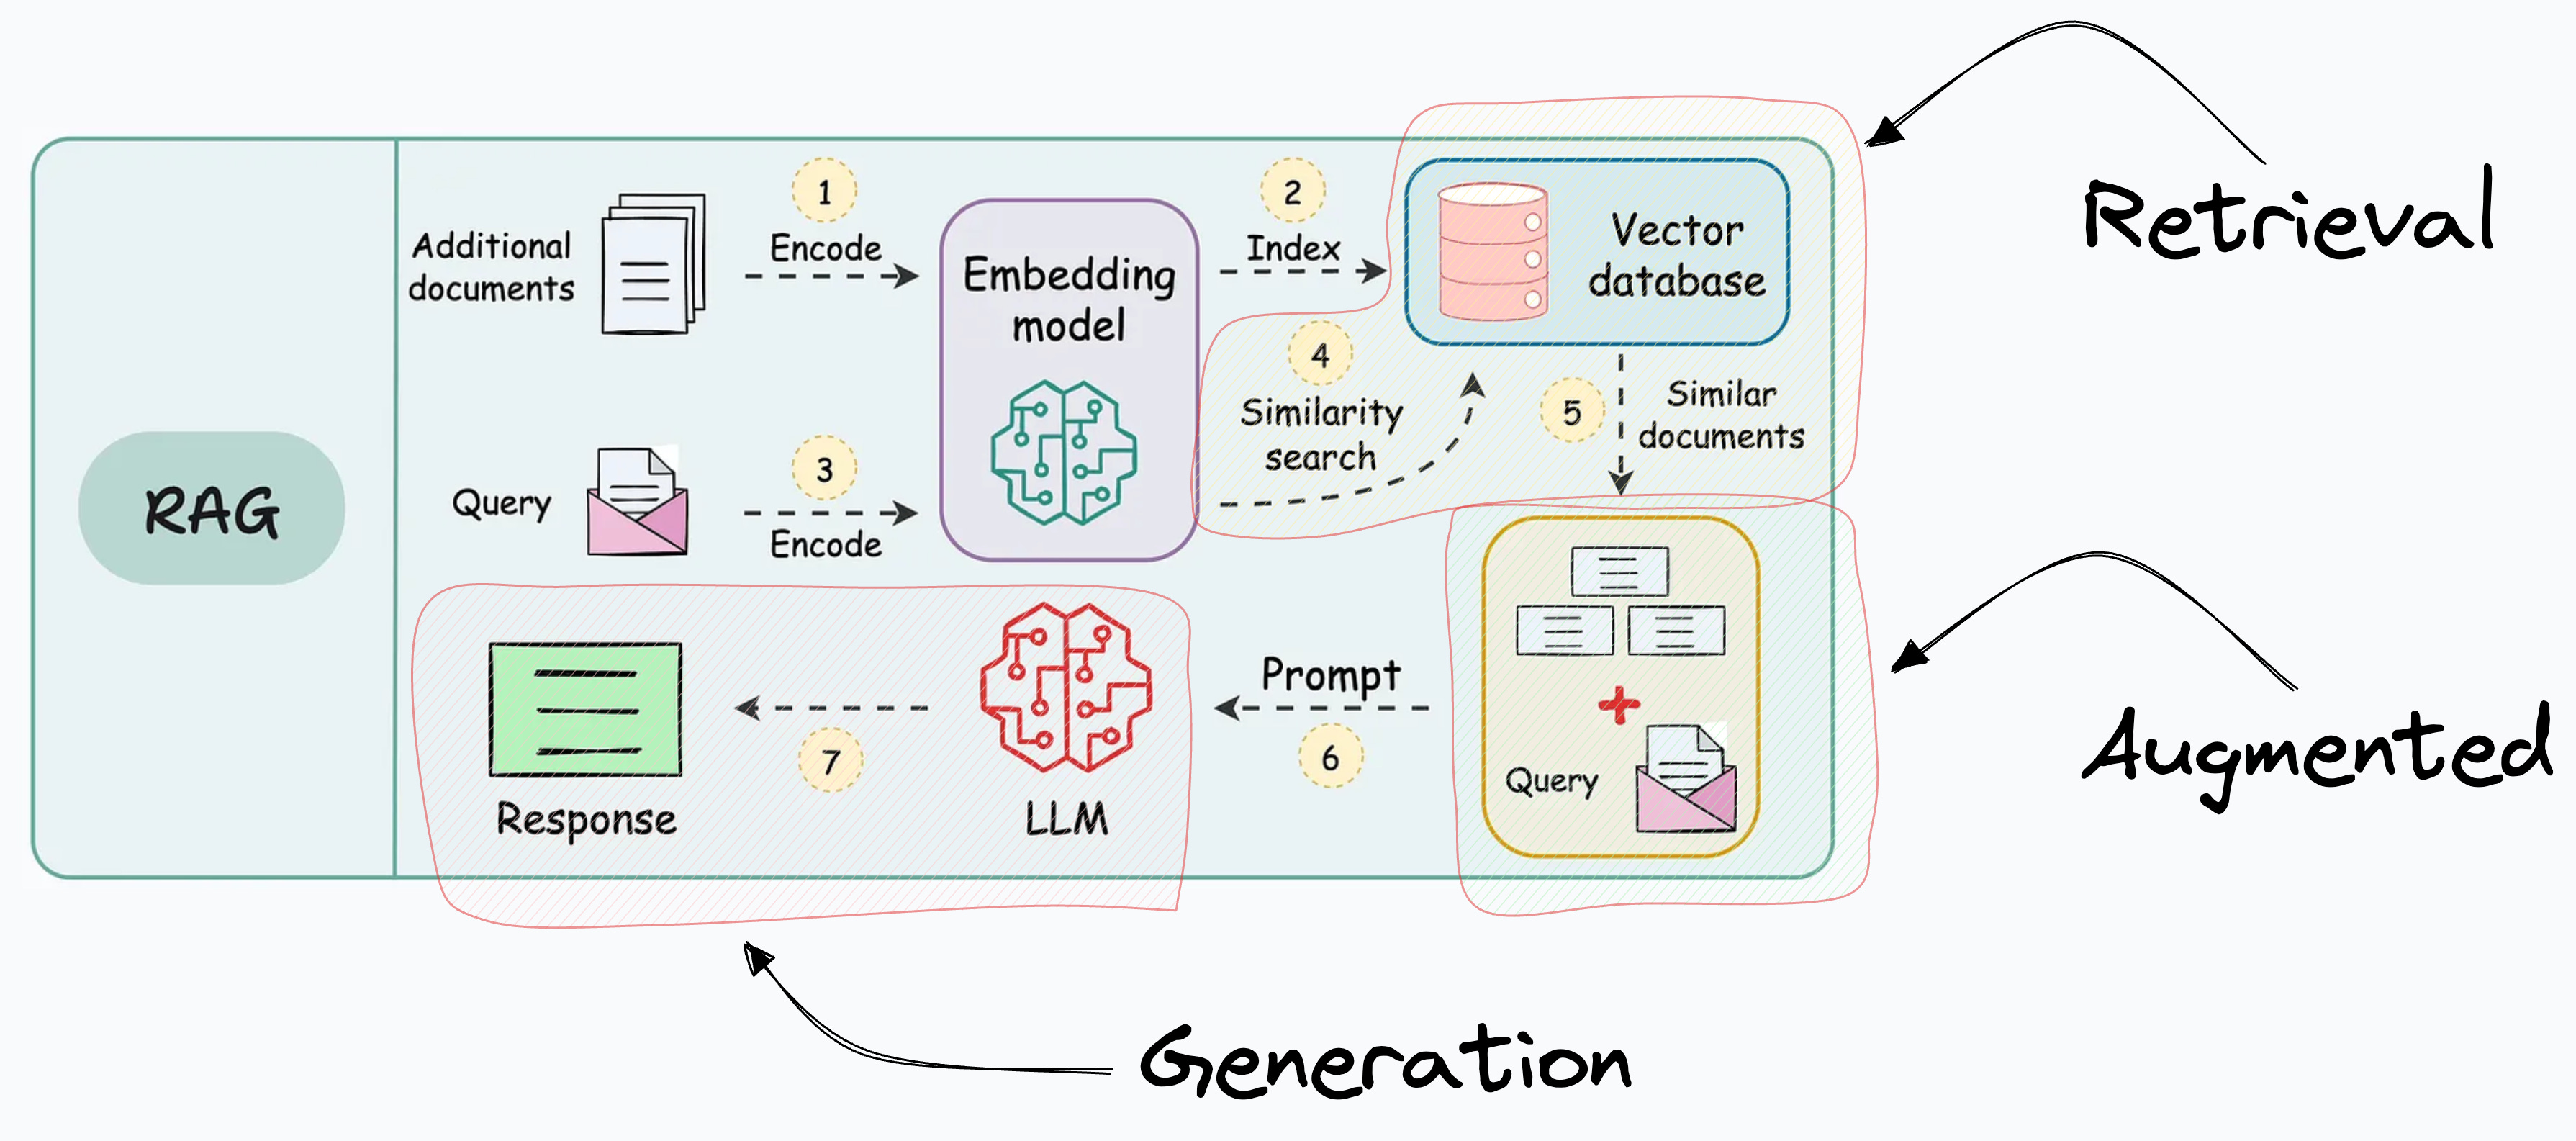 RAG
Additional
documents
1
Encode
Embedding
model
2
Index
Vector
database
Retrieval
Query
3
Encode
4
Similarity
search
5
Similar
documents
Query
Augmented
Prompt
6
LLM
7
Response
Generation